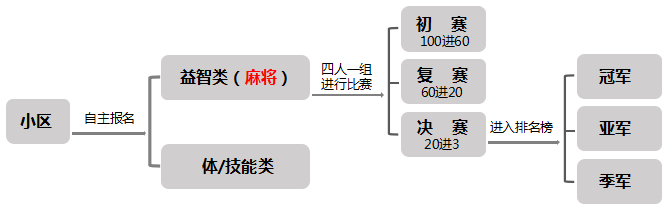 小区
自主报名
益智类（麻将）
体/技能类
四人一组
进行比赛
初 赛
100进60
复 赛
60进20
决 赛
20进3
进入排名榜
冠军
亚军
季军